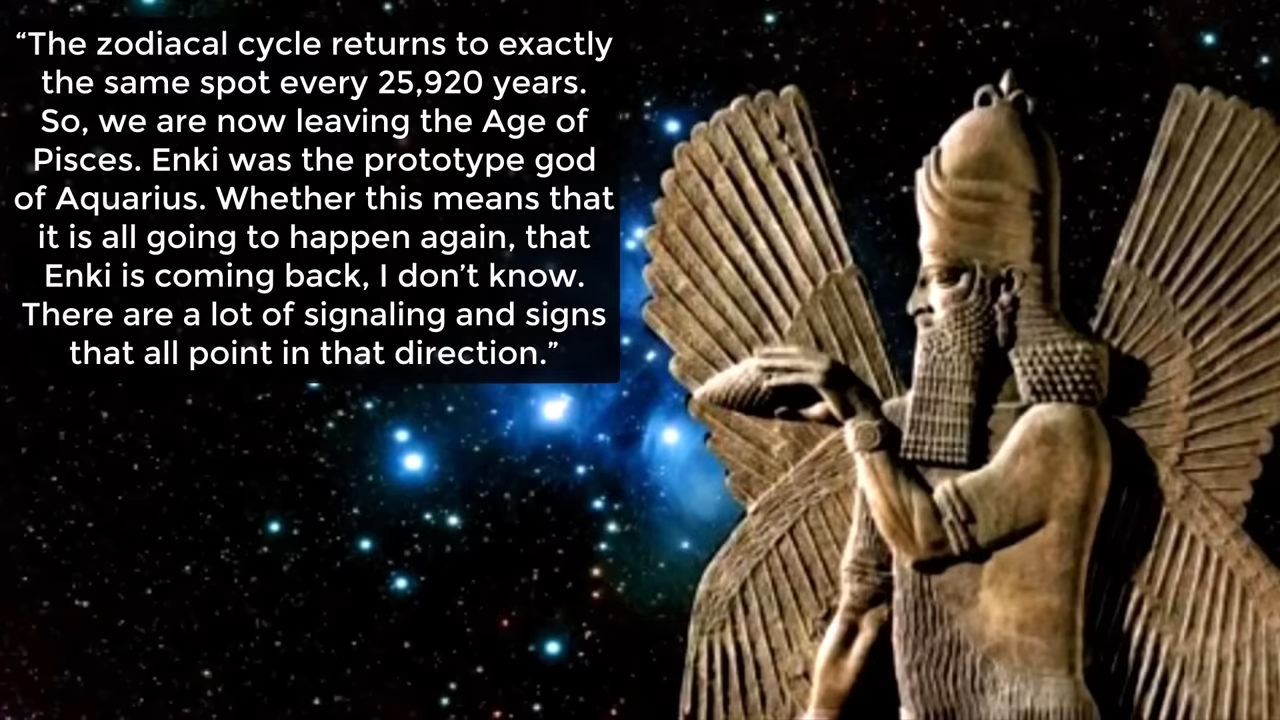 “The zodiacal cycle returns to exactly
the same spot every 25,920 years.
So, we are now leaving the Age of
Pisces. Enki was the prototype god
of Aquarius. Whether this means that
it is all going to happen again, that
Enki is coming back, I don’t know.
There are a lot of signaling and signs
that all point in that direction.”